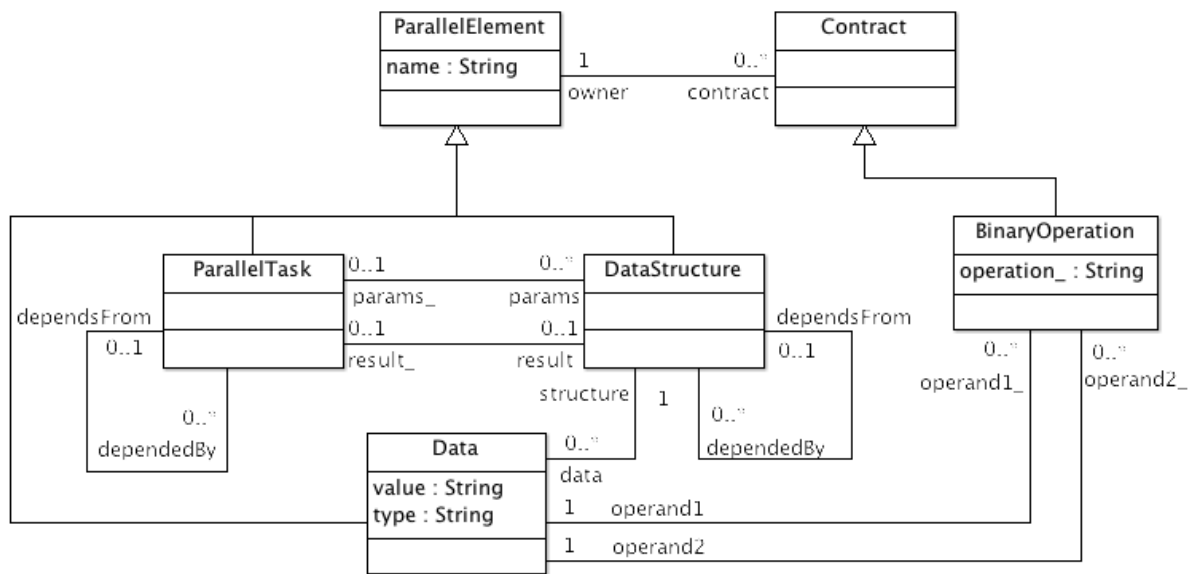 ParallelElement
name : String
1
owner
0..*
contract
Contract
BinaryOperation
operation_ : String
ParallelTask
0..1
params_
0..*
params
0..1
result_
0..1
result
DataStructure
dependsFrom
0..1
0..*
dependedBy
dependsFrom
0..1
0..*
dependedBy
structure
1
0..*
data
Data
value : String
type : String
0..*
operand1_
0..*
operand2_
1
operand1
1
operand2